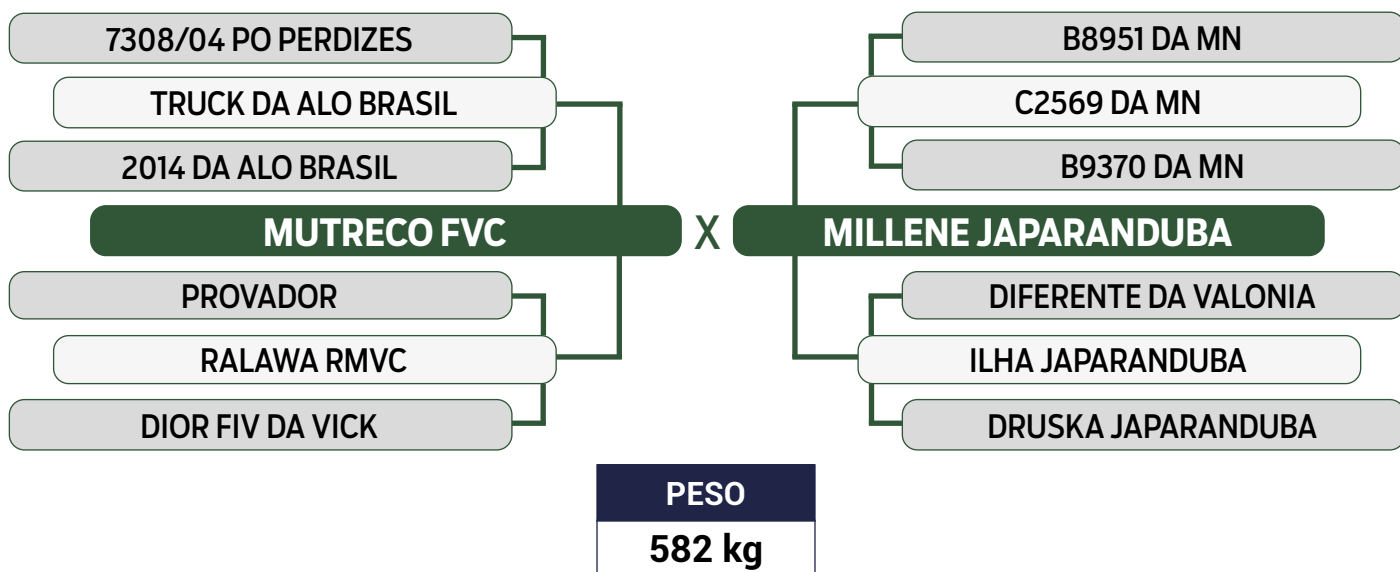 7308/04 PO PERDIZES
TRUCK DA ALO BRASIL
2014 DA ALO BRASIL
MUTRECO FVC
PROVADOR
RALAWA RMVC
DIOR FIV DA VICK
X
B8951 DA MN
C2569 DA MN
B9370 DA MN
MILLENE JAPARANDUBA
DIFERENTE DA VALONIA
ILHA JAPARANDUBA
DRUSKA JAPARANDUBA
PESO
582 kg